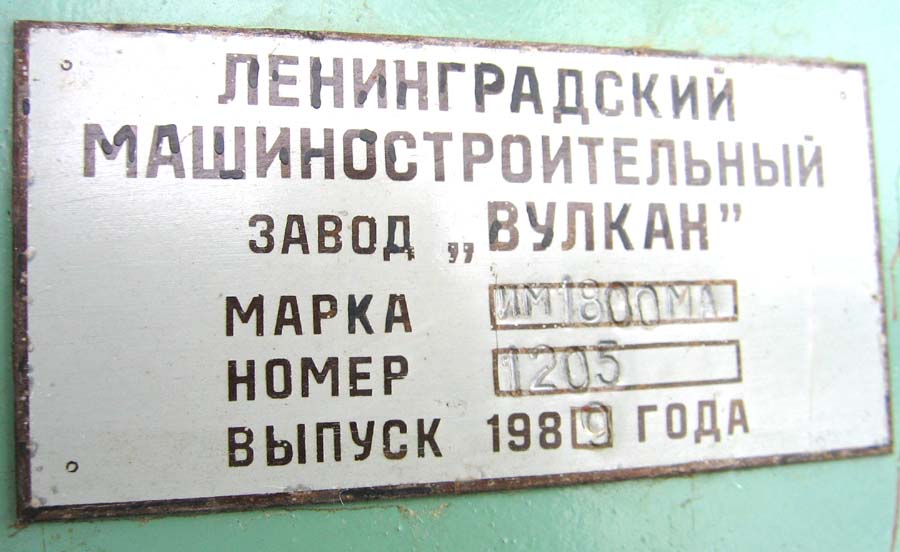 ЛЕНИНГРАДСКИЙ
МАШИНОСТРОИТЕЛЬНЫЙ
ЗАВОД „ВУЛКАН”
МАРКА ИМ1800МА
НОМЕР 1205
ВЫПУСК 1989 ГОДА